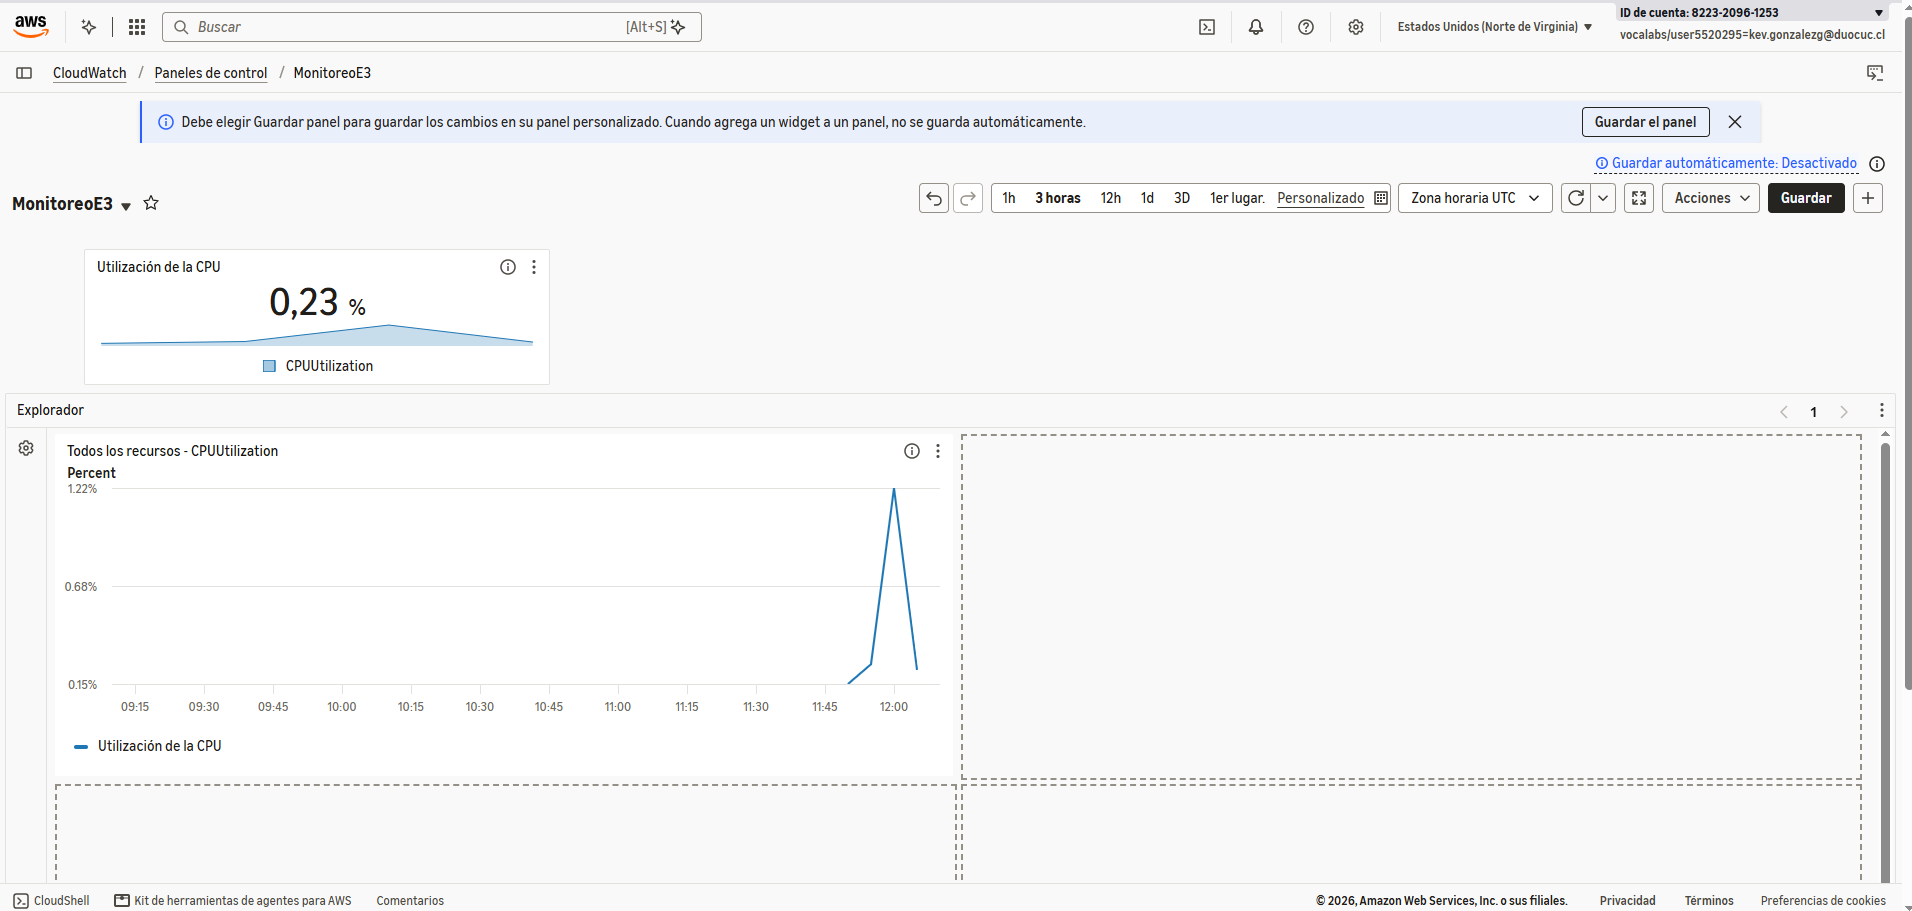 aws
Buscar
[Alt+S]
Estados Unidos (Norte de Virginia)
ID de cuenta: 8223-2096-1253
vocalabs/user5520295=kev.gonzalezg@duocuc.cl
CloudWatch / Paneles de control / MonitoreoE3
Debe elegir Guardar panel para guardar los cambios en su panel personalizado. Cuando agrega un widget a un panel, no se guarda automáticamente.
Guardar el panel
Guardar automáticamente: Desactivado
MonitoreoE3
1h 3 horas 12h 1d 3D 1er lugar. Personalizado
Zona horaria UTC
Acciones
Guardar
Utilización de la CPU
0,23 %
CPUUtilization
Explorador
1
Todos los recursos - CPUUtilization
Percent
1.22%
0.68%
0.15%
09:15 09:30 09:45 10:00 10:15 10:30 10:45 11:00 11:15 11:30 11:45 12:00
Utilización de la CPU
CloudShell Kit de herramientas de agentes para AWS Comentarios
© 2026, Amazon Web Services, Inc. o sus filiales. Privacidad Términos Preferencias de cookies